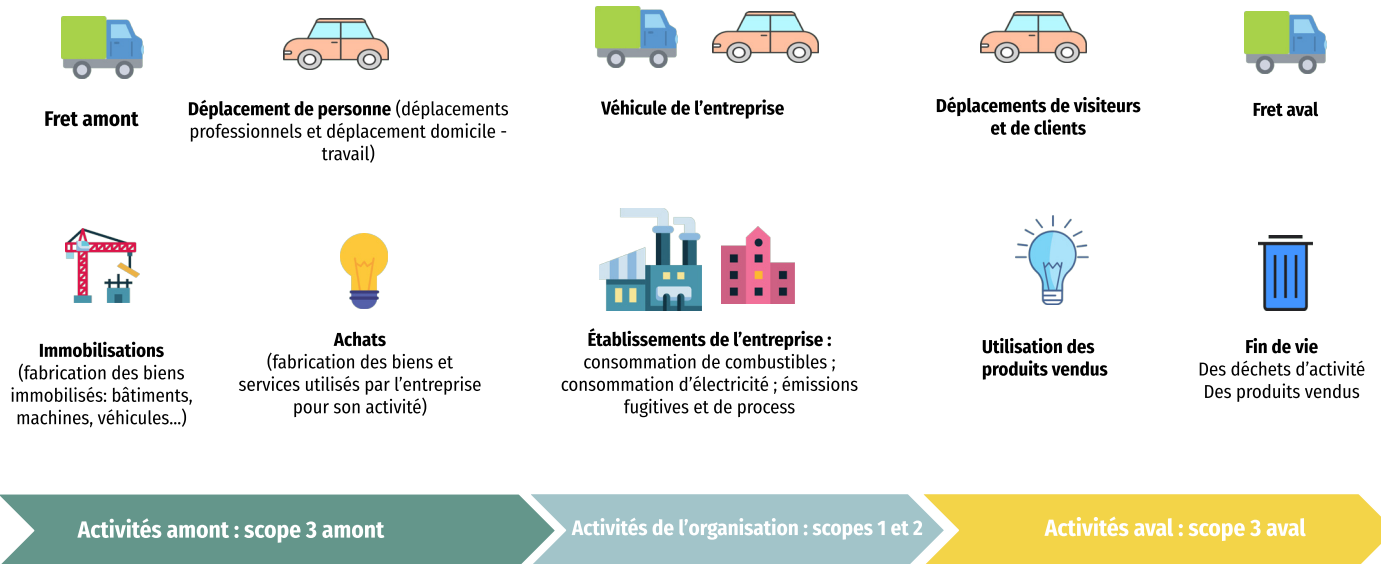 Fret amont
Déplacement de personne (déplacements
professionnels et déplacement domicile -
travail)
Véhicule de l’entreprise
Déplacements de visiteurs
et de clients
Fret aval
Immobilisations
(fabrication des biens
immobilisés: bâtiments,
machines, véhicules...)
Achats
(fabrication des biens et
services utilisés par l’entreprise
pour son activité)
Établissements de l’entreprise :
consommation de combustibles ;
consommation d’électricité ; émissions
fugitives et de process
Utilisation des
produits vendus
Fin de vie
Des déchets d’activité
Des produits vendus
Activités amont : scope 3 amont
Activités de l’organisation : scopes 1 et 2
Activités aval : scope 3 aval